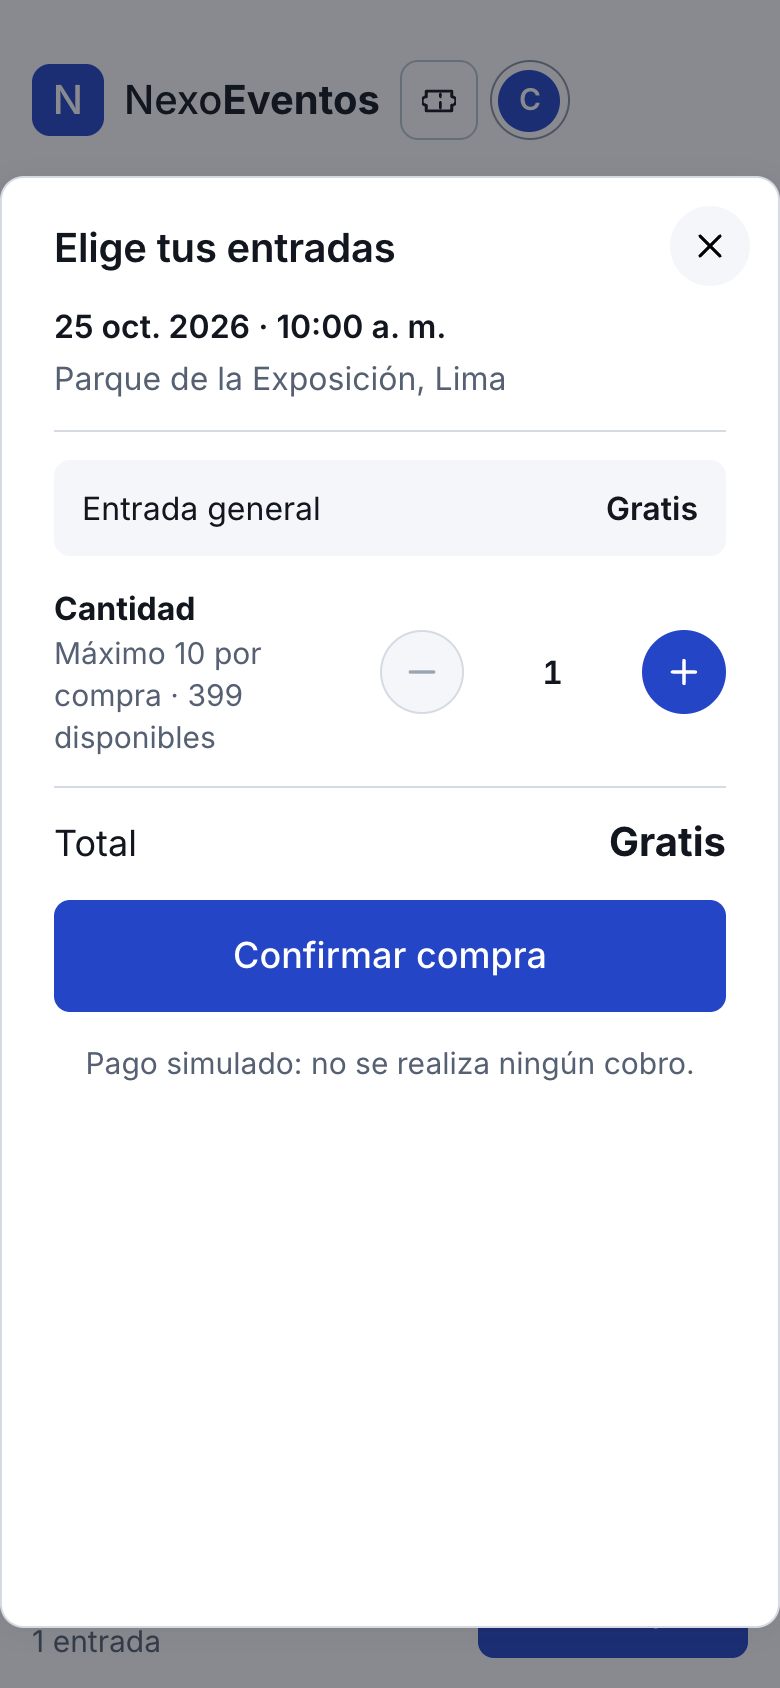 N NexoEventos C
Elige tus entradas
25 oct. 2026 · 10:00 a. m.
Parque de la Exposición, Lima
Entrada general Gratis
Cantidad
Máximo 10 por
compra · 399
disponibles
1
Total Gratis
Confirmar compra
Pago simulado: no se realiza ningún cobro.
1 entrada